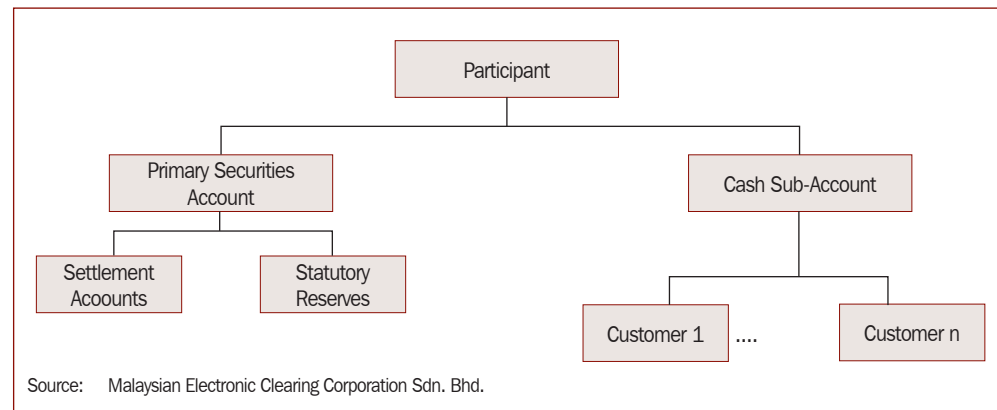 Participant
Primary Securities
Account
Cash Sub-Account
Settlement
Acoounts
Statutory
Reserves
Customer 1 ....
Customer n
Source: Malaysian Electronic Clearing Corporation Sdn. Bhd.